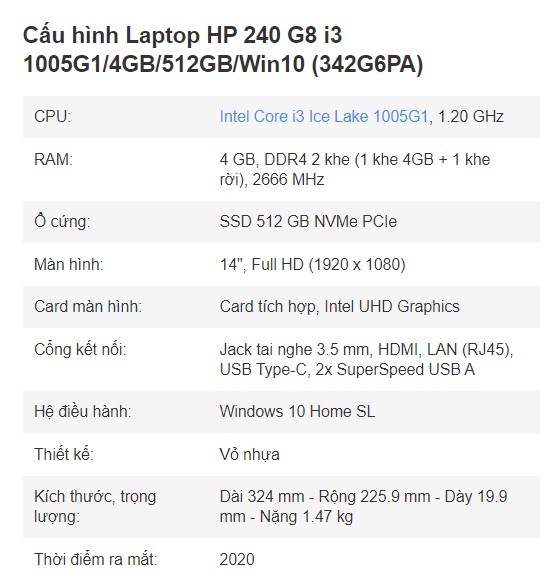 Cấu hình Laptop HP 240 G8 i3
1005G1/4GB/512GB/Win10 (342G6PA)
CPU: Intel Core i3 Ice Lake 1005G1, 1.20 GHz
RAM: 4 GB, DDR4 2 khe (1 khe 4GB + 1 khe
rời), 2666 MHz
Ổ cứng: SSD 512 GB NVMe PCIe
Màn hình: 14", Full HD (1920 x 1080)
Card màn hình: Card tích hợp, Intel UHD Graphics
Cổng kết nối: Jack tai nghe 3.5 mm, HDMI, LAN (RJ45),
USB Type-C, 2x SuperSpeed USB A
Hệ điều hành: Windows 10 Home SL
Thiết kế: Vỏ nhựa
Kích thước, trọng
lượng: Dài 324 mm - Rộng 225.9 mm - Dày 19.9
mm - Nặng 1.47 kg
Thời điểm ra mắt: 2020